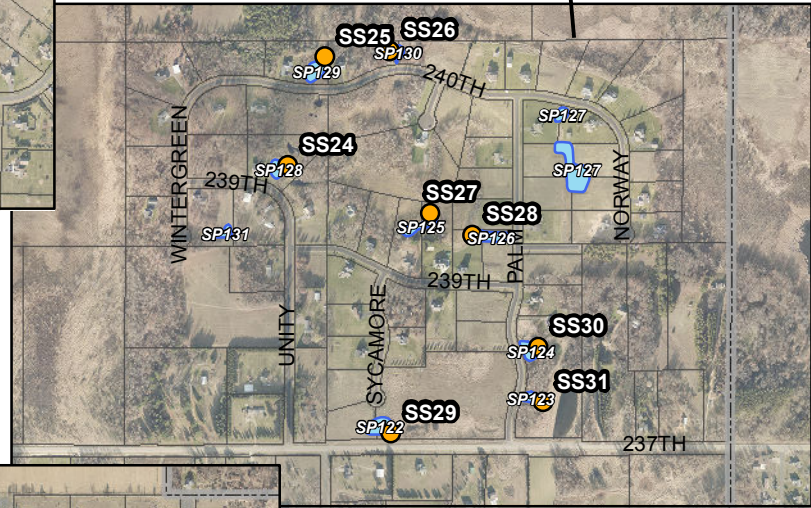 SS26
SS25
SP130
SP129
240TH
SP127
WINTERGREEN
SS24
SP128
239TH
SP127
NORWAY
SS27
SS28
SP125
SP126
SP131
PALM
239TH
UNITY
SYCAMORE
SS30
SP124
SS31
SP123
SS29
SP122
237TH